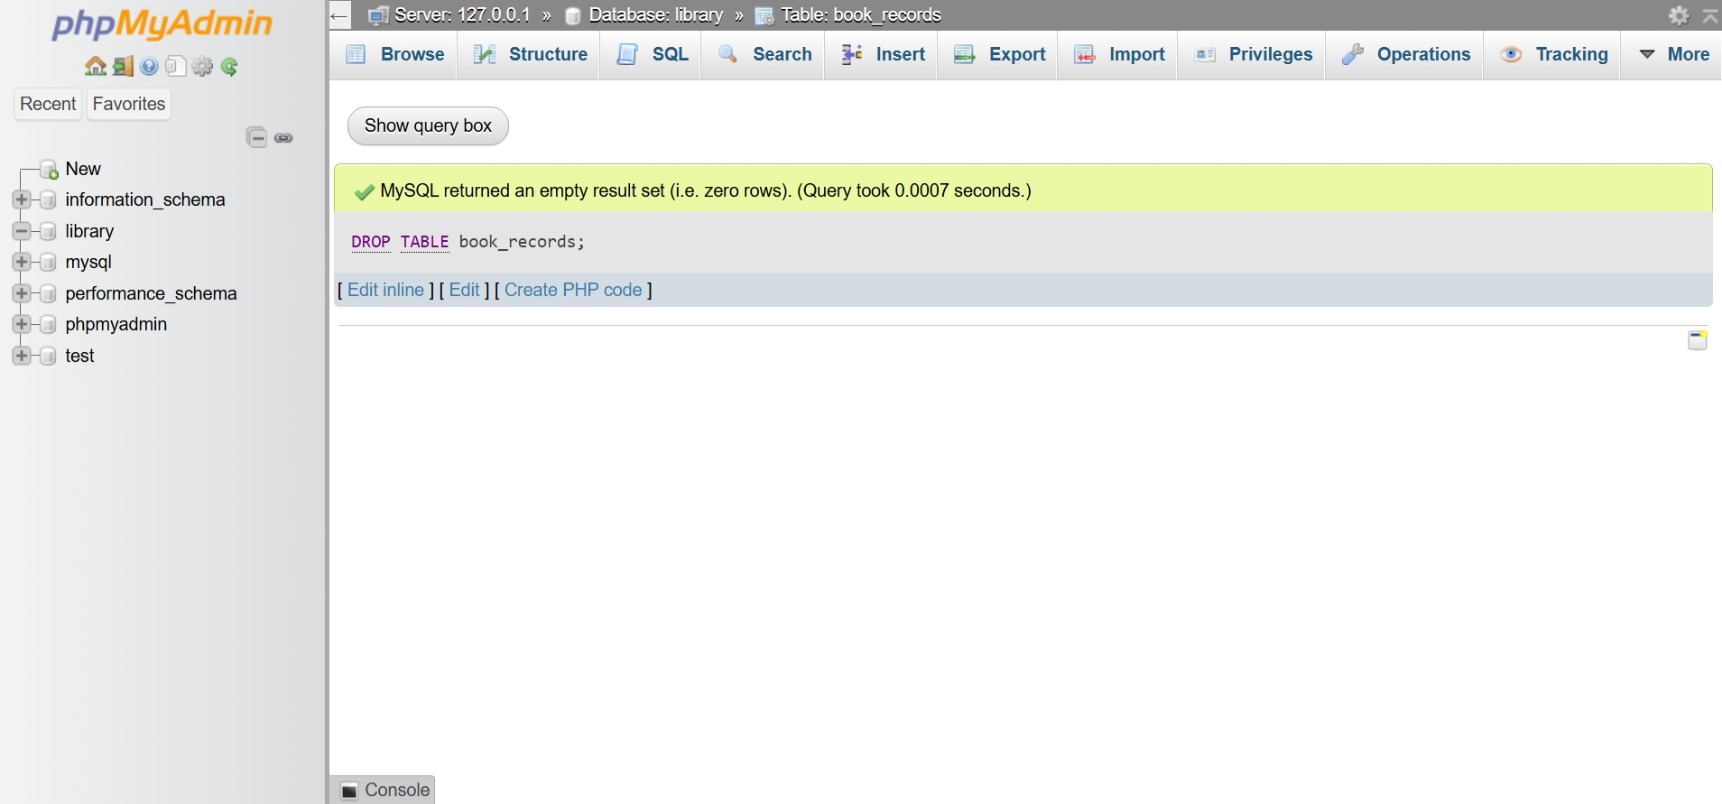 phpMyAdmin
Recent Favorites
New
information_schema
library
mysql
performance_schema
phpmyadmin
test
Server: 127.0.0.1 » Database: library » Table: book_records
Browse Structure SQL Search Insert Export Import Privileges Operations Tracking More
Show query box
MySQL returned an empty result set (i.e. zero rows). (Query took 0.0007 seconds.)
DROP TABLE book_records;
[ Edit inline ] [ Edit ] [ Create PHP code ]
Console